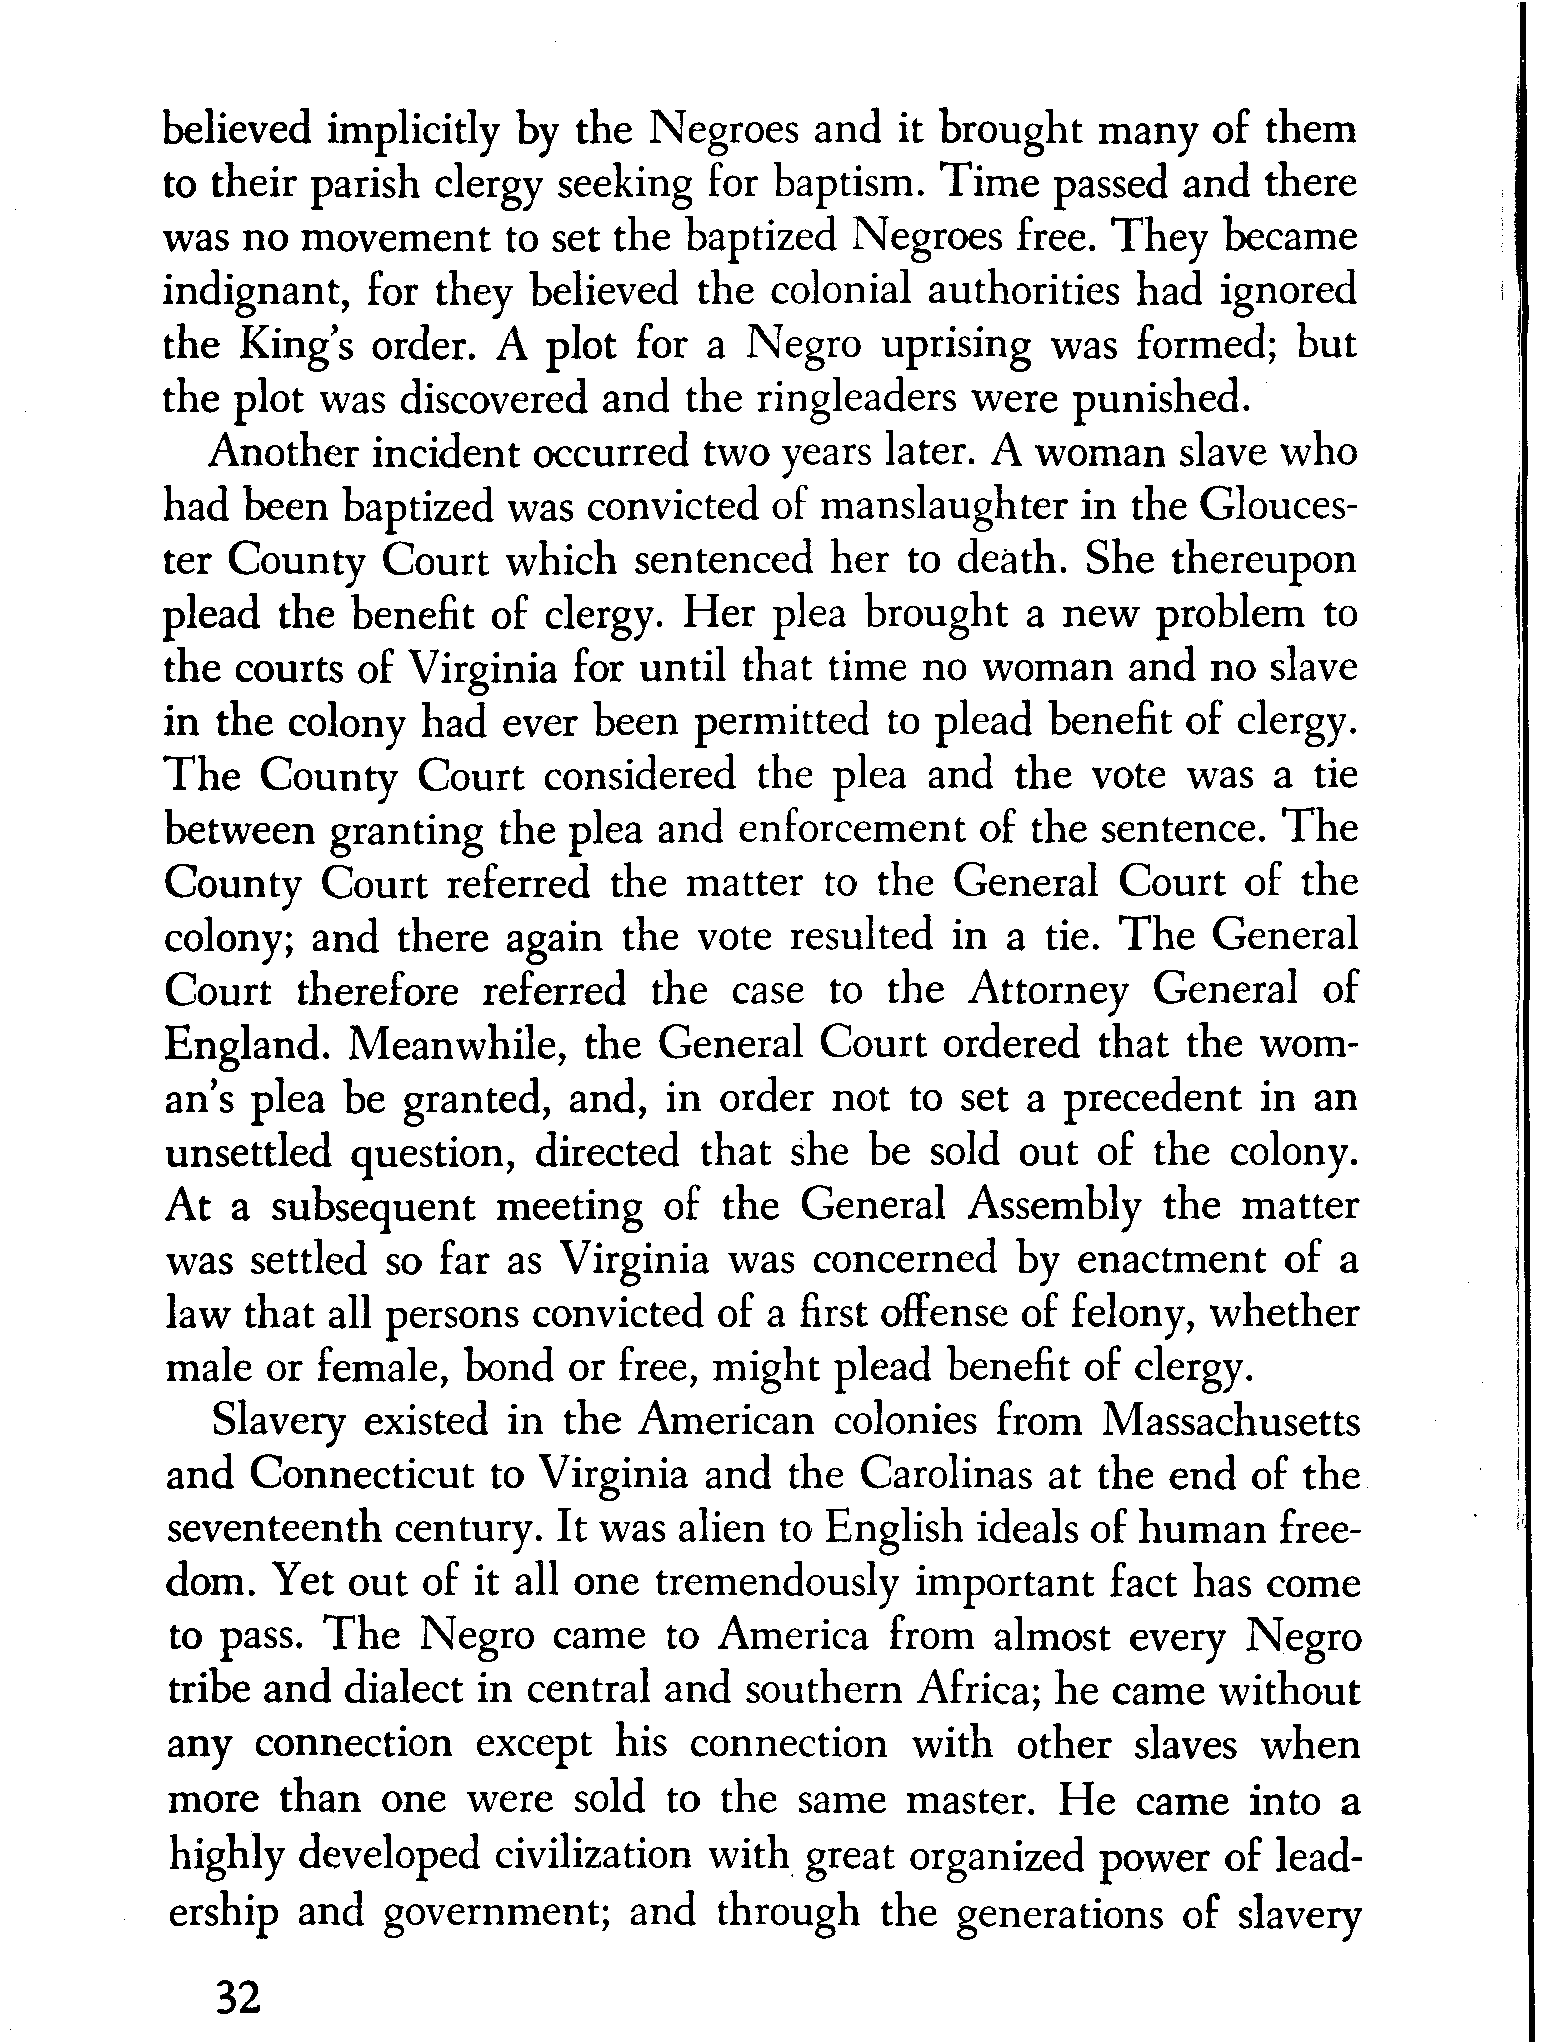 believed implicitly by the Negroes and it brought many of them
to their parish clergy seeking for baptism. Time passed and there
was no movement to set the baptized Negroes free. They became
indignant, for they believed the colonial authorities had ignored
the King's order. A plot for a Negro uprising was formed; but
the plot was discovered and the ringleaders were punished.
Another incident occurred two years later. A woman slave who
had been baptized was convicted of manslaughter in the Glouces-
ter County Court which sentenced her to death. She thereupon
plead the benefit of clergy. Her plea brought a new problem to
the courts of Virginia for until that time no woman and no slave
in the colony had ever been permitted to plead benefit of clergy.
The County Court considered the plea and the vote was a tie
between granting the plea and enforcement of the sentence. The
County Court referred the matter to the General Court of the
colony; and there again the vote resulted in a tie. The General
Court therefore referred the case to the Attorney General of
England. Meanwhile, the General Court ordered that the wom-
an's plea be granted, and, in order not to set a precedent in an
unsettled question, directed that she be sold out of the colony.
At a subsequent meeting of the General Assembly the matter
was settled so far as Virginia was concerned by enactment of a
law that all persons convicted of a first offense of felony, whether
male or female, bond or free, might plead benefit of clergy.
Slavery existed in the American colonies from Massachusetts
and Connecticut to Virginia and the Carolinas at the end of the
seventeenth century. It was alien to English ideals of human free-
dom. Yet out of it all one tremendously important fact has come
to pass. The Negro came to America from almost every Negro
tribe and dialect in central and southern Africa; he came without
any connection except his connection with other slaves when
more than one were sold to the same master. He came into a
highly developed civilization with great organized power of lead-
ership and government; and through the generations of slavery
32